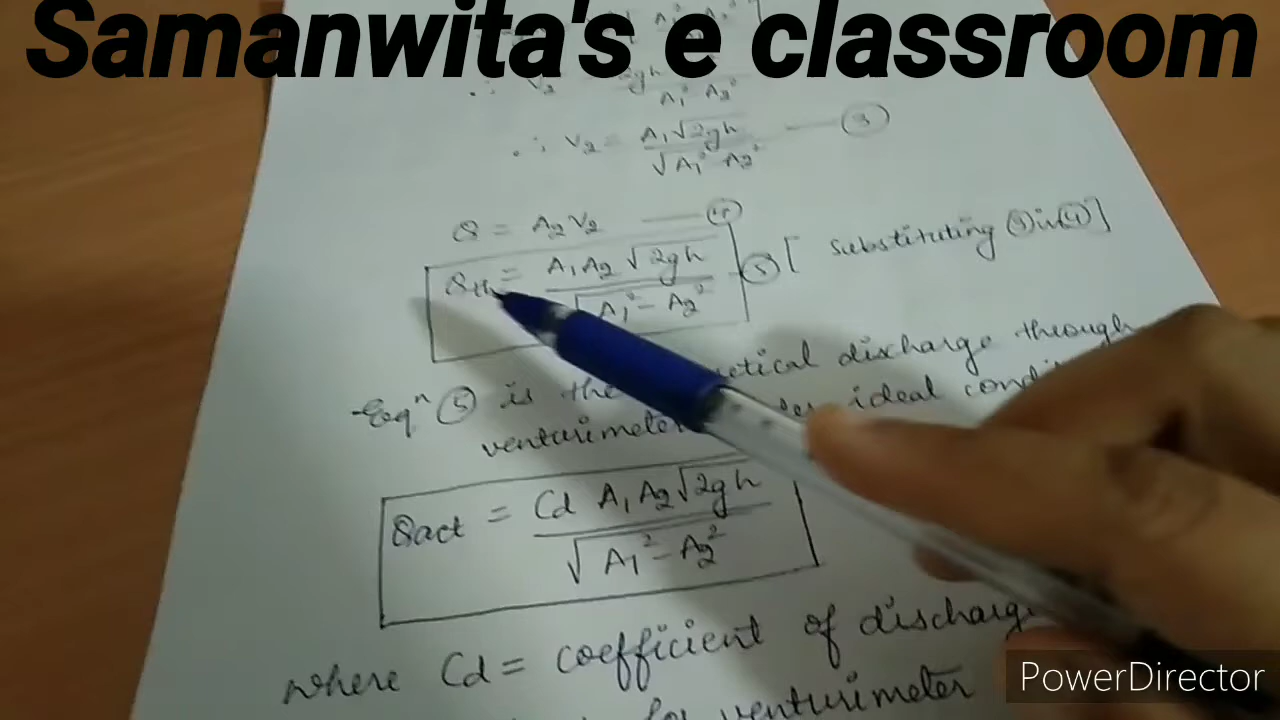 Samanwita's e classroom
A₁² A₂²
∴ V₂ = A₁√2gh / √A₁² - A₂² —— ③
Q = A₂V₂ —— ④
Qth = A₁A₂ √2gh / √A₁² - A₂² —⑤ [ Substituting ③ in ④ ]
Eqⁿ ⑤ is the discharge through
venturimeter ideal
Qact = Cd A₁A₂√2gh / √A₁² - A₂²
where Cd = coefficient of discharge
for venturimeter
PowerDirector